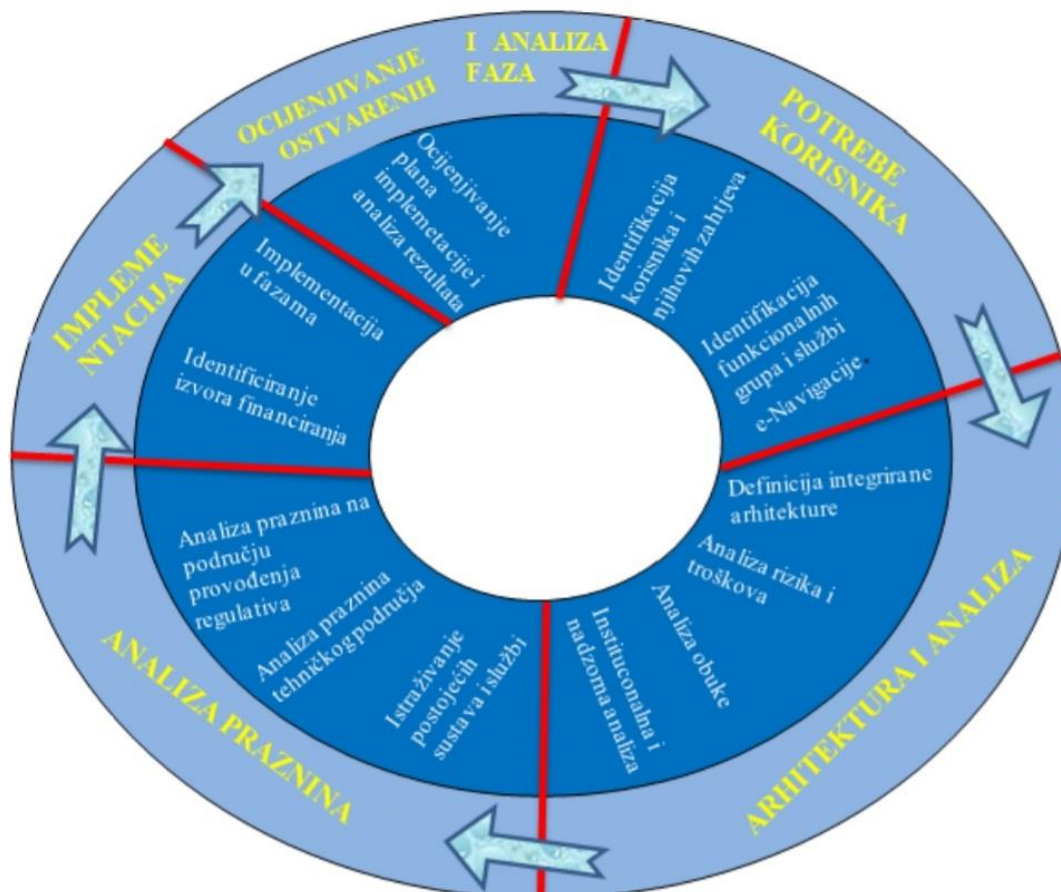 OCIJENJIVANJE
OSTVARENIH
I ANALIZA
FAZA
Ocijenjivanje
plana
implemetacije i
analiza rezultata
POTREBE
KORISNIKA
Identifikacija
korisnika i
njihovih zahtjeva.
Identifikacija
funkcionalnih
grupa i službi
e-Navigacije.
ARHITEKTURA I ANALIZA
Definicija integrirane
arhitekture
Analiza rizika i
troškova
Analiza obuke
Instituconalna i
nadzorna analiza
ANALIZA PRAZNINA
Istraživanje
postojećih
sustava i službi
Analiza praznina
tehničkog područja
Analiza praznina na
području
provođenja
regulativa
IMPLEME
NTACIJA
Identificiranje
izvora financiranja
Implementacija
u fazama